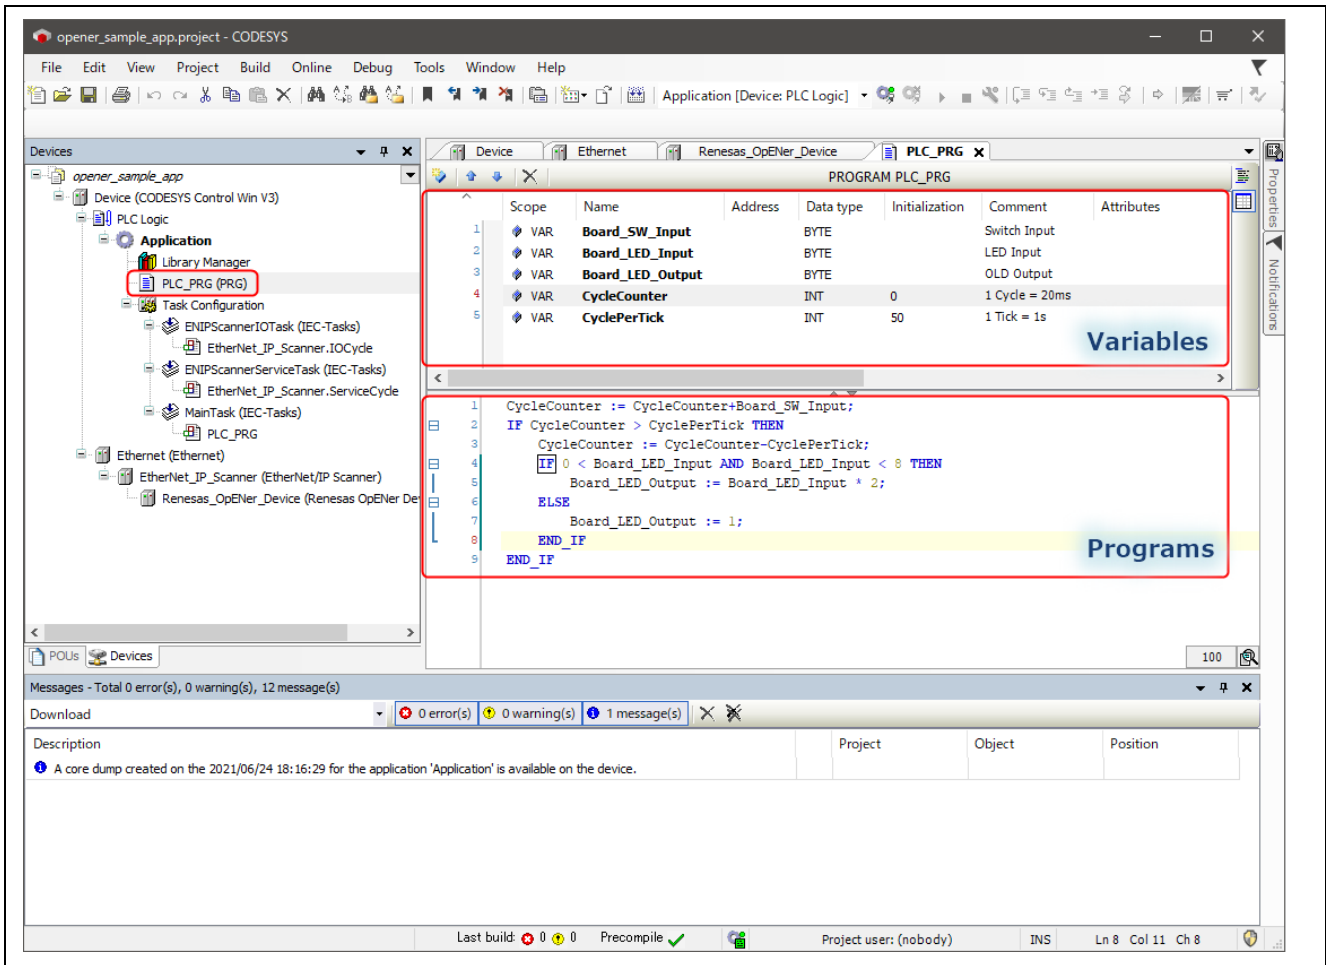 opener_sample_app.project - CODESYS
File Edit View Project Build Online Debug Tools Window Help
Application [Device: PLC Logic]
Devices
opener_sample_app
Device (CODESYS Control Win V3)
PLC Logic
Application
Library Manager
PLC_PRG (PRG)
Task Configuration
ENIPScannerIOTask (IEC-Tasks)
EtherNet_IP_Scanner.IOCycle
ENIPScannerServiceTask (IEC-Tasks)
EtherNet_IP_Scanner.ServiceCycle
MainTask (IEC-Tasks)
PLC_PRG
Ethernet (Ethernet)
EtherNet_IP_Scanner (EtherNet/IP Scanner)
Renesas_OpENer_Device (Renesas OpENer De
POUs Devices
Device Ethernet Renesas_OpENer_Device PLC_PRG
PROGRAM PLC_PRG
Scope Name Address Data type Initialization Comment Attributes
1 VAR Board_SW_Input BYTE Switch Input
2 VAR Board_LED_Input BYTE LED Input
3 VAR Board_LED_Output BYTE OLD Output
4 VAR CycleCounter INT 0 1 Cycle = 20ms
5 VAR CyclePerTick INT 50 1 Tick = 1s
Variables
1 CycleCounter := CycleCounter+Board_SW_Input;
2 IF CycleCounter > CyclePerTick THEN
3 CycleCounter := CycleCounter-CyclePerTick;
4 IF 0 < Board_LED_Input AND Board_LED_Input < 8 THEN
5 Board_LED_Output := Board_LED_Input * 2;
6 ELSE
7 Board_LED_Output := 1;
8 END_IF
9 END_IF
Programs
100
Properties
Notifications
Messages - Total 0 error(s), 0 warning(s), 12 message(s)
Download 0 error(s) 0 warning(s) 1 message(s)
Description Project Object Position
A core dump created on the 2021/06/24 18:16:29 for the application 'Application' is available on the device.
Last build: 0 0 Precompile Project user: (nobody) INS Ln 8 Col 11 Ch 8